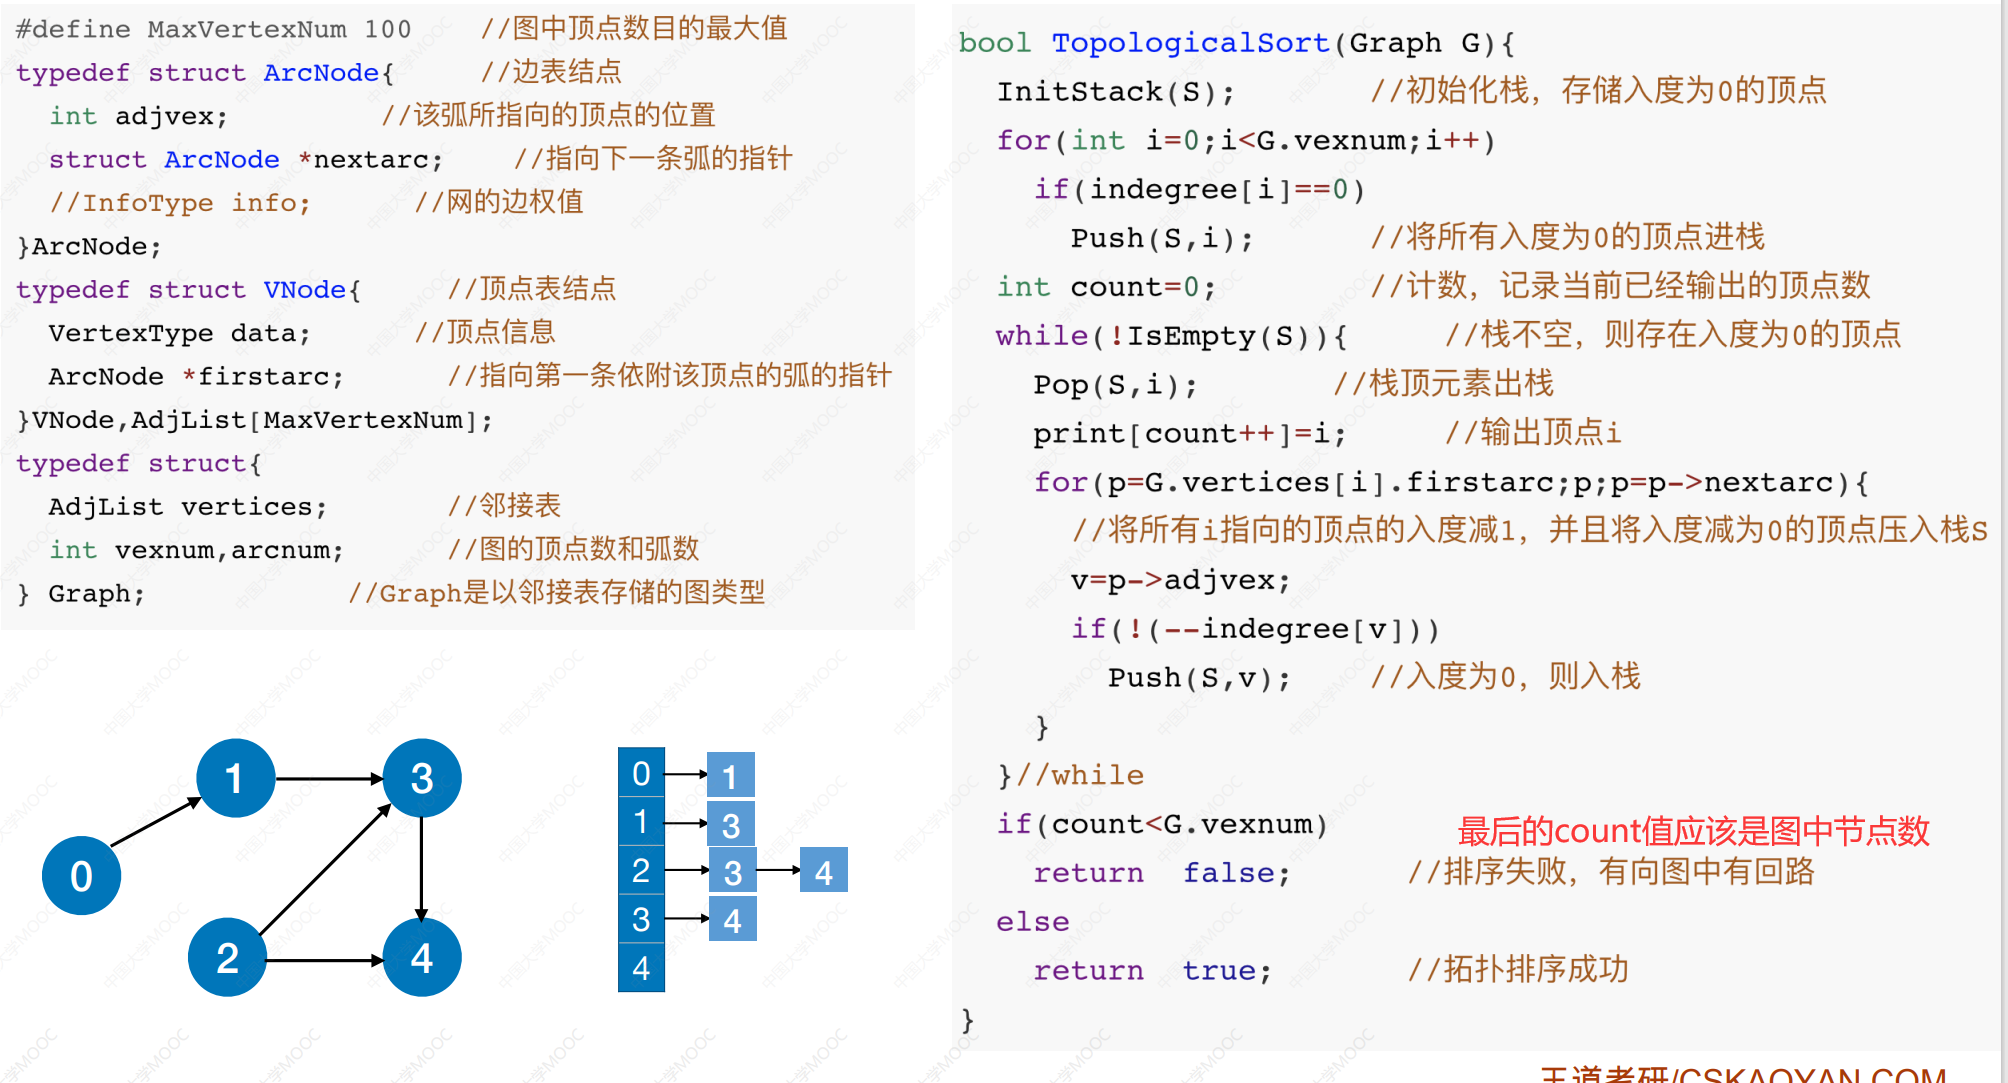 #define MaxVertexNum 100 //图中顶点数目的最大值
typedef struct ArcNode{ //边表结点
int adjvex; //该弧所指向的顶点的位置
struct ArcNode *nextarc; //指向下一条弧的指针
//InfoType info; //网的边权值
}ArcNode;
typedef struct VNode{ //顶点表结点
VertexType data; //顶点信息
ArcNode *firstarc; //指向第一条依附该顶点的弧的指针
}VNode,AdjList[MaxVertexNum];
typedef struct{
AdjList vertices; //邻接表
int vexnum,arcnum; //图的顶点数和弧数
} Graph; //Graph是以邻接表存储的图类型
1
3
0
2
4
0 1
1 3
2 3 4
3 4
4
bool TopologicalSort(Graph G){
InitStack(S); //初始化栈，存储入度为0的顶点
for(int i=0;i<G.vexnum;i++)
if(indegree[i]==0)
Push(S,i); //将所有入度为0的顶点进栈
int count=0; //计数，记录当前已经输出的顶点数
while(!IsEmpty(S)){ //栈不空，则存在入度为0的顶点
Pop(S,i); //栈顶元素出栈
print[count++]=i; //输出顶点i
for(p=G.vertices[i].firstarc;p;p=p->nextarc){
//将所有i指向的顶点的入度减1，并且将入度减为0的顶点压入栈S
v=p->adjvex;
if(!(--indegree[v]))
Push(S,v); //入度为0，则入栈
}
}//while
if(count<G.vexnum)
最后的count值应该是图中节点数
return false; //排序失败，有向图中有回路
else
return true; //拓扑排序成功
}
王道考研/CSKAOYAN.COM
中国大学MOOC